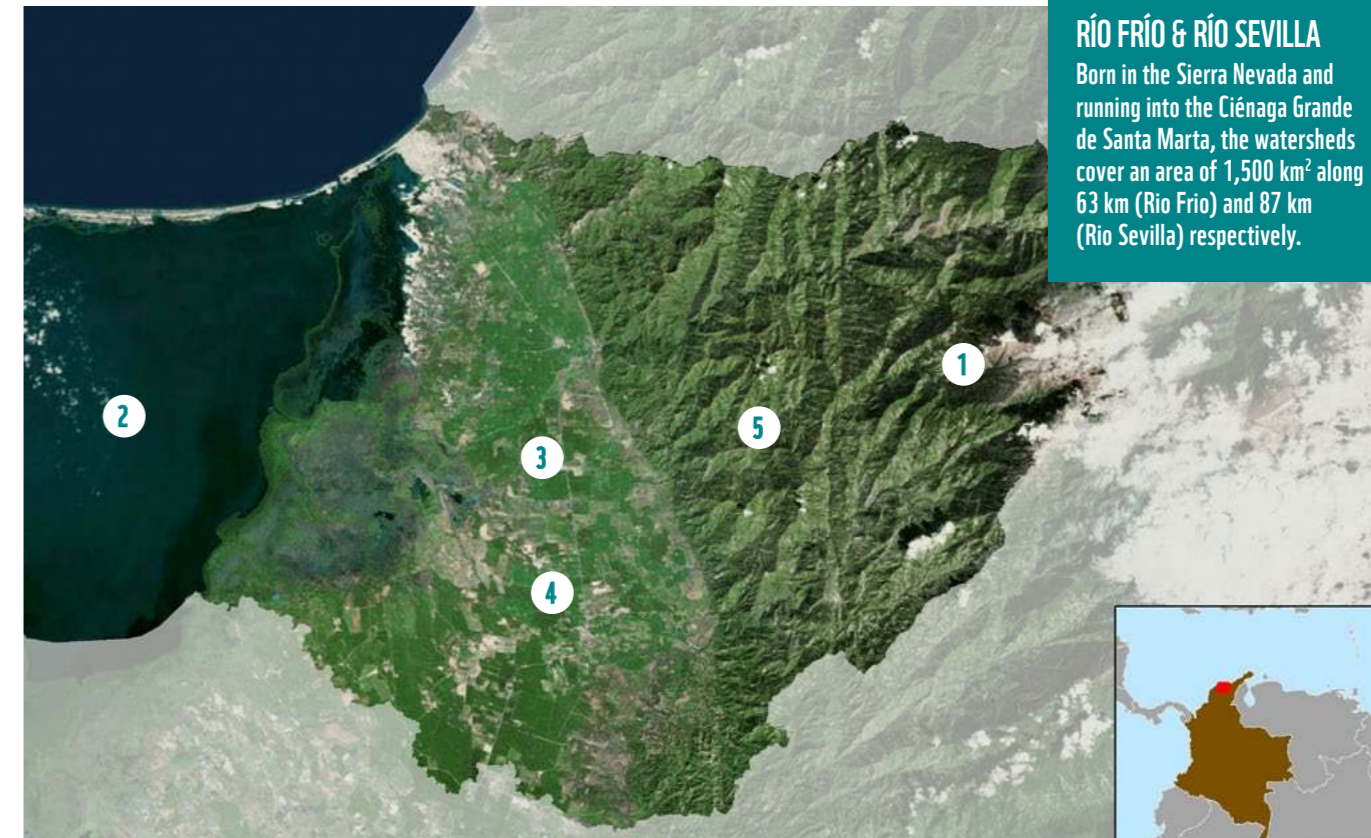 RÍO FRÍO & RÍO SEVILLA
Born in the Sierra Nevada and
running into the Ciénaga Grande
de Santa Marta, the watersheds
cover an area of 1,500 km² along
63 km (Rio Frio) and 87 km
(Rio Sevilla) respectively.
1
2
5
3
4